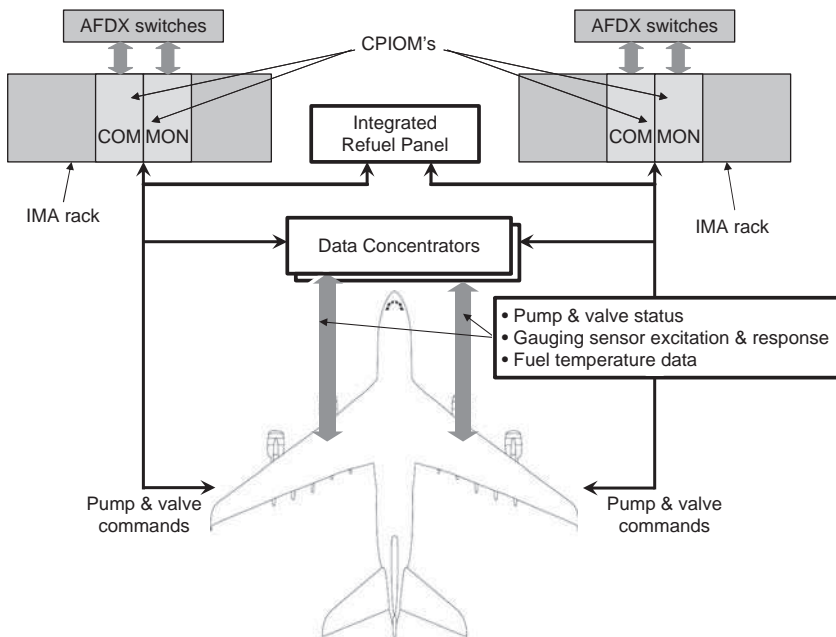 AFDX switches
CPIOM's
AFDX switches
COM
MON
Integrated
Refuel Panel
COM
MON
IMA rack
IMA rack
Data Concentrators
• Pump & valve status
• Gauging sensor excitation & response
• Fuel temperature data
Pump & valve
commands
Pump & valve
commands